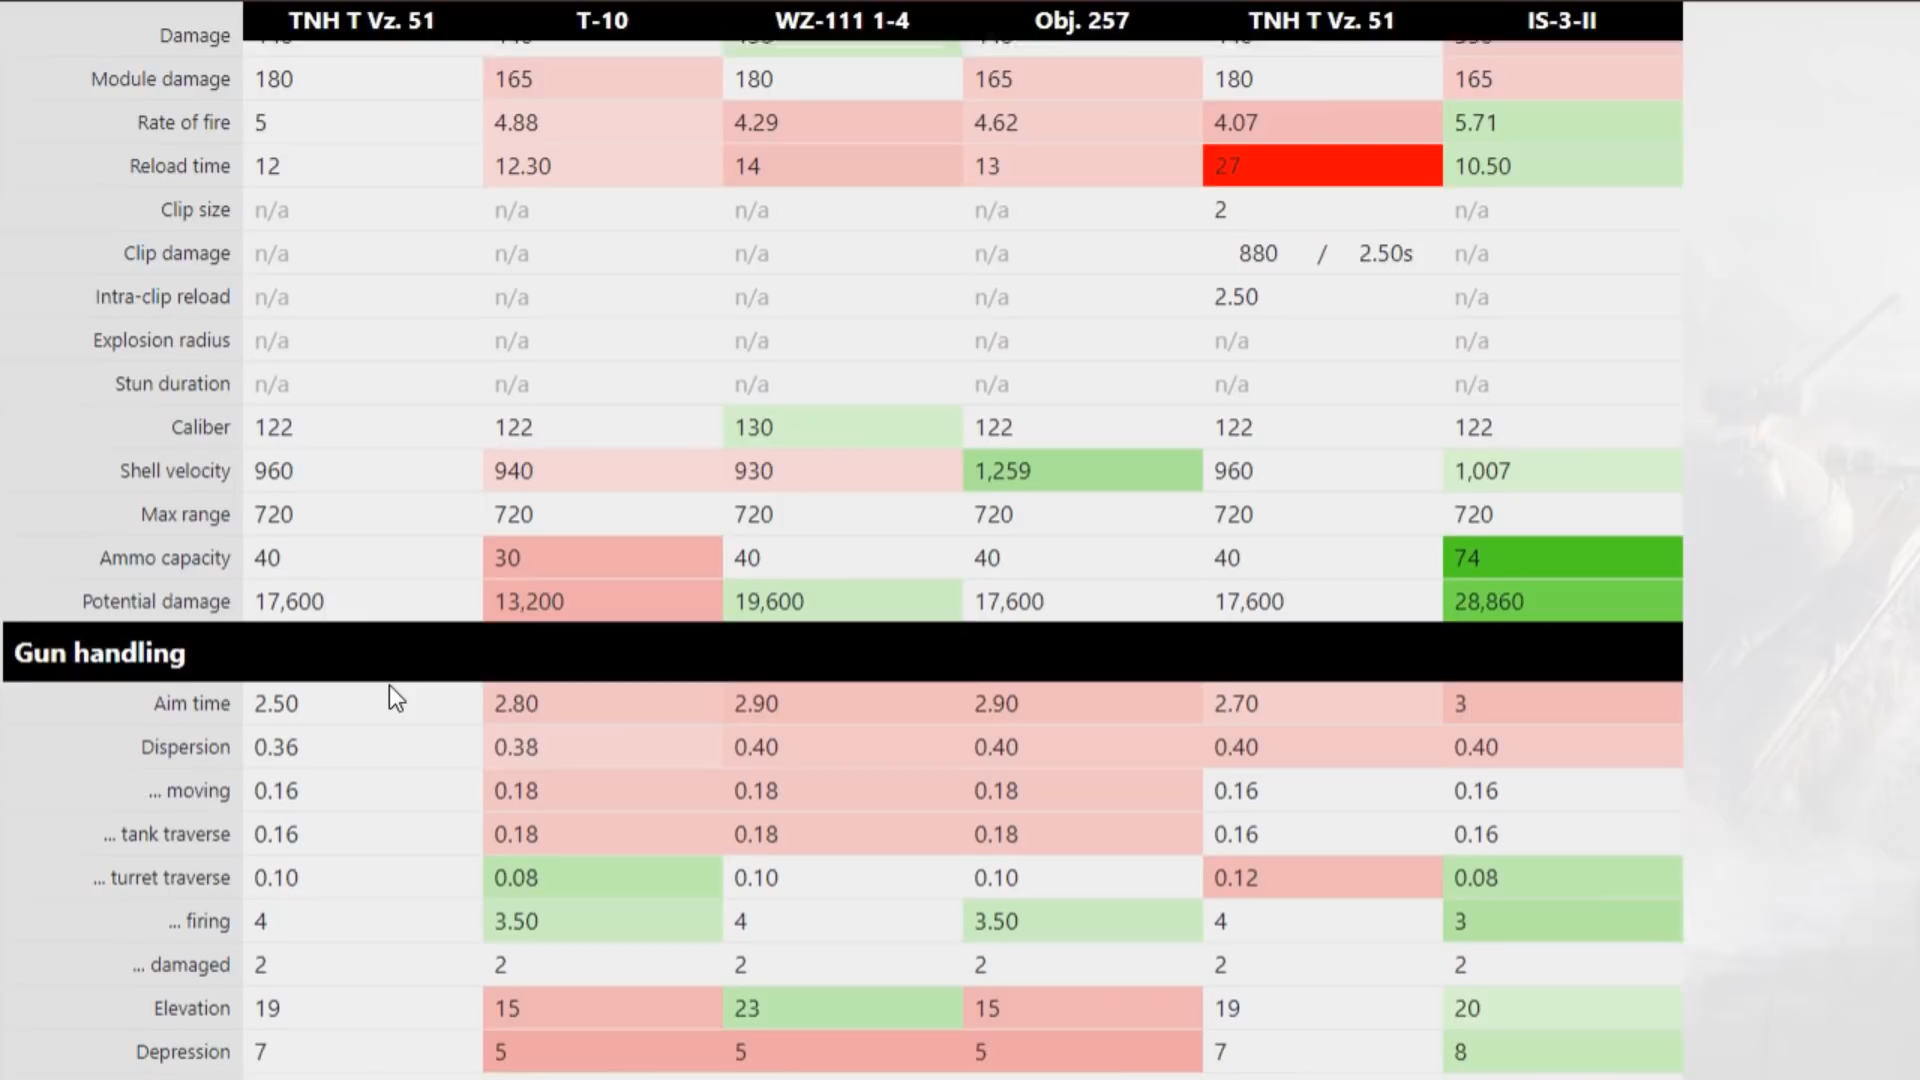 TNH T Vz. 51 T-10 WZ-111 1-4 Obj. 257 TNH T Vz. 51 IS-3-II
Damage
Module damage 180 165 180 165 180 165
Rate of fire 5 4.88 4.29 4.62 4.07 5.71
Reload time 12 12.30 14 13 27 10.50
Clip size n/a n/a n/a n/a 2 n/a
Clip damage n/a n/a n/a n/a 880 / 2.50s n/a
Intra-clip reload n/a n/a n/a n/a 2.50 n/a
Explosion radius n/a n/a n/a n/a n/a n/a
Stun duration n/a n/a n/a n/a n/a n/a
Caliber 122 122 130 122 122 122
Shell velocity 960 940 930 1,259 960 1,007
Max range 720 720 720 720 720 720
Ammo capacity 40 30 40 40 40 74
Potential damage 17,600 13,200 19,600 17,600 17,600 28,860
Gun handling
Aim time 2.50 2.80 2.90 2.90 2.70 3
Dispersion 0.36 0.38 0.40 0.40 0.40 0.40
... moving 0.16 0.18 0.18 0.18 0.16 0.16
... tank traverse 0.16 0.18 0.18 0.18 0.16 0.16
... turret traverse 0.10 0.08 0.10 0.10 0.12 0.08
... firing 4 3.50 4 3.50 4 3
... damaged 2 2 2 2 2 2
Elevation 19 15 23 15 19 20
Depression 7 5 5 5 7 8